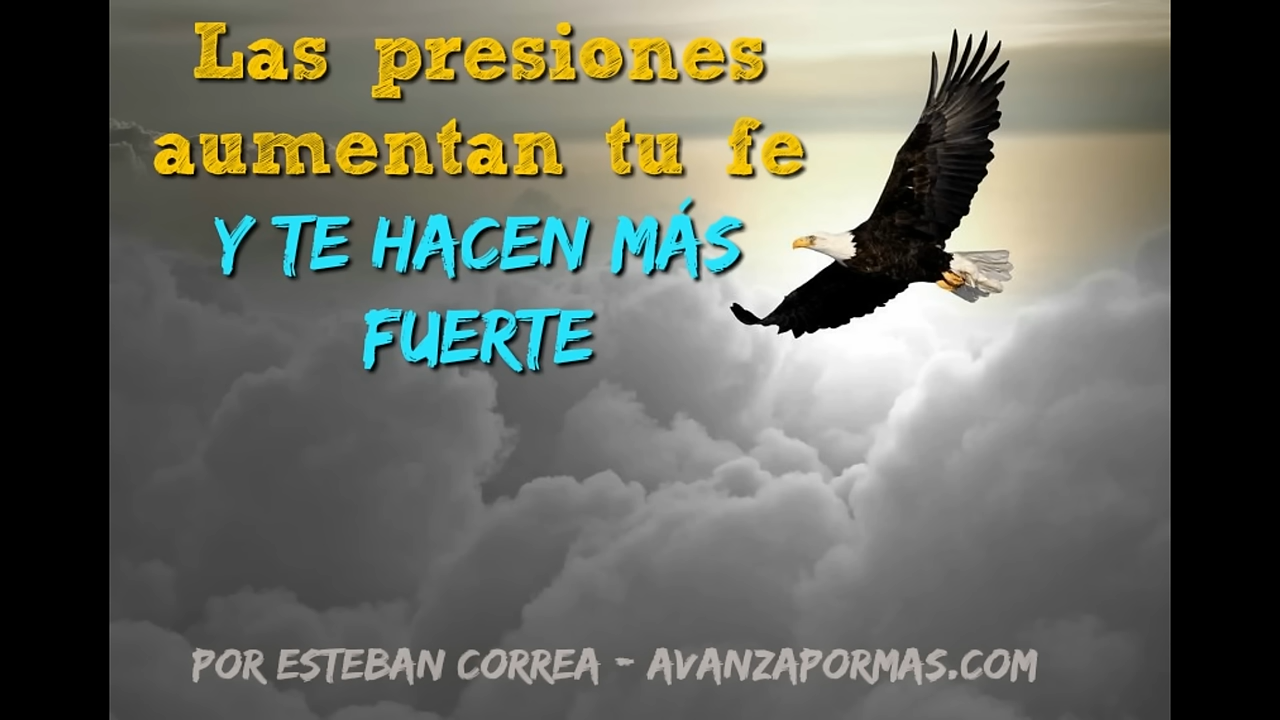 Las presiones
aumentan tu fe
Y TE HACEN MÁS
FUERTE
POR ESTEBAN CORREA - AVANZAPORMAS.COM